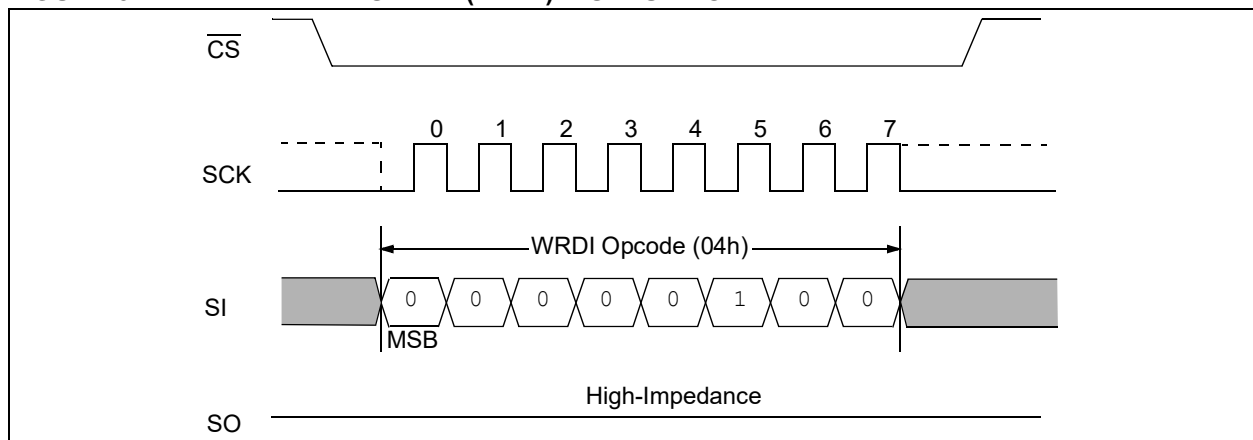 CS
0 1 2 3 4 5 6 7
SCK
WRDI Opcode (04h)
SI
0 0 0 0 0 1 0 0
MSB
High-Impedance
SO